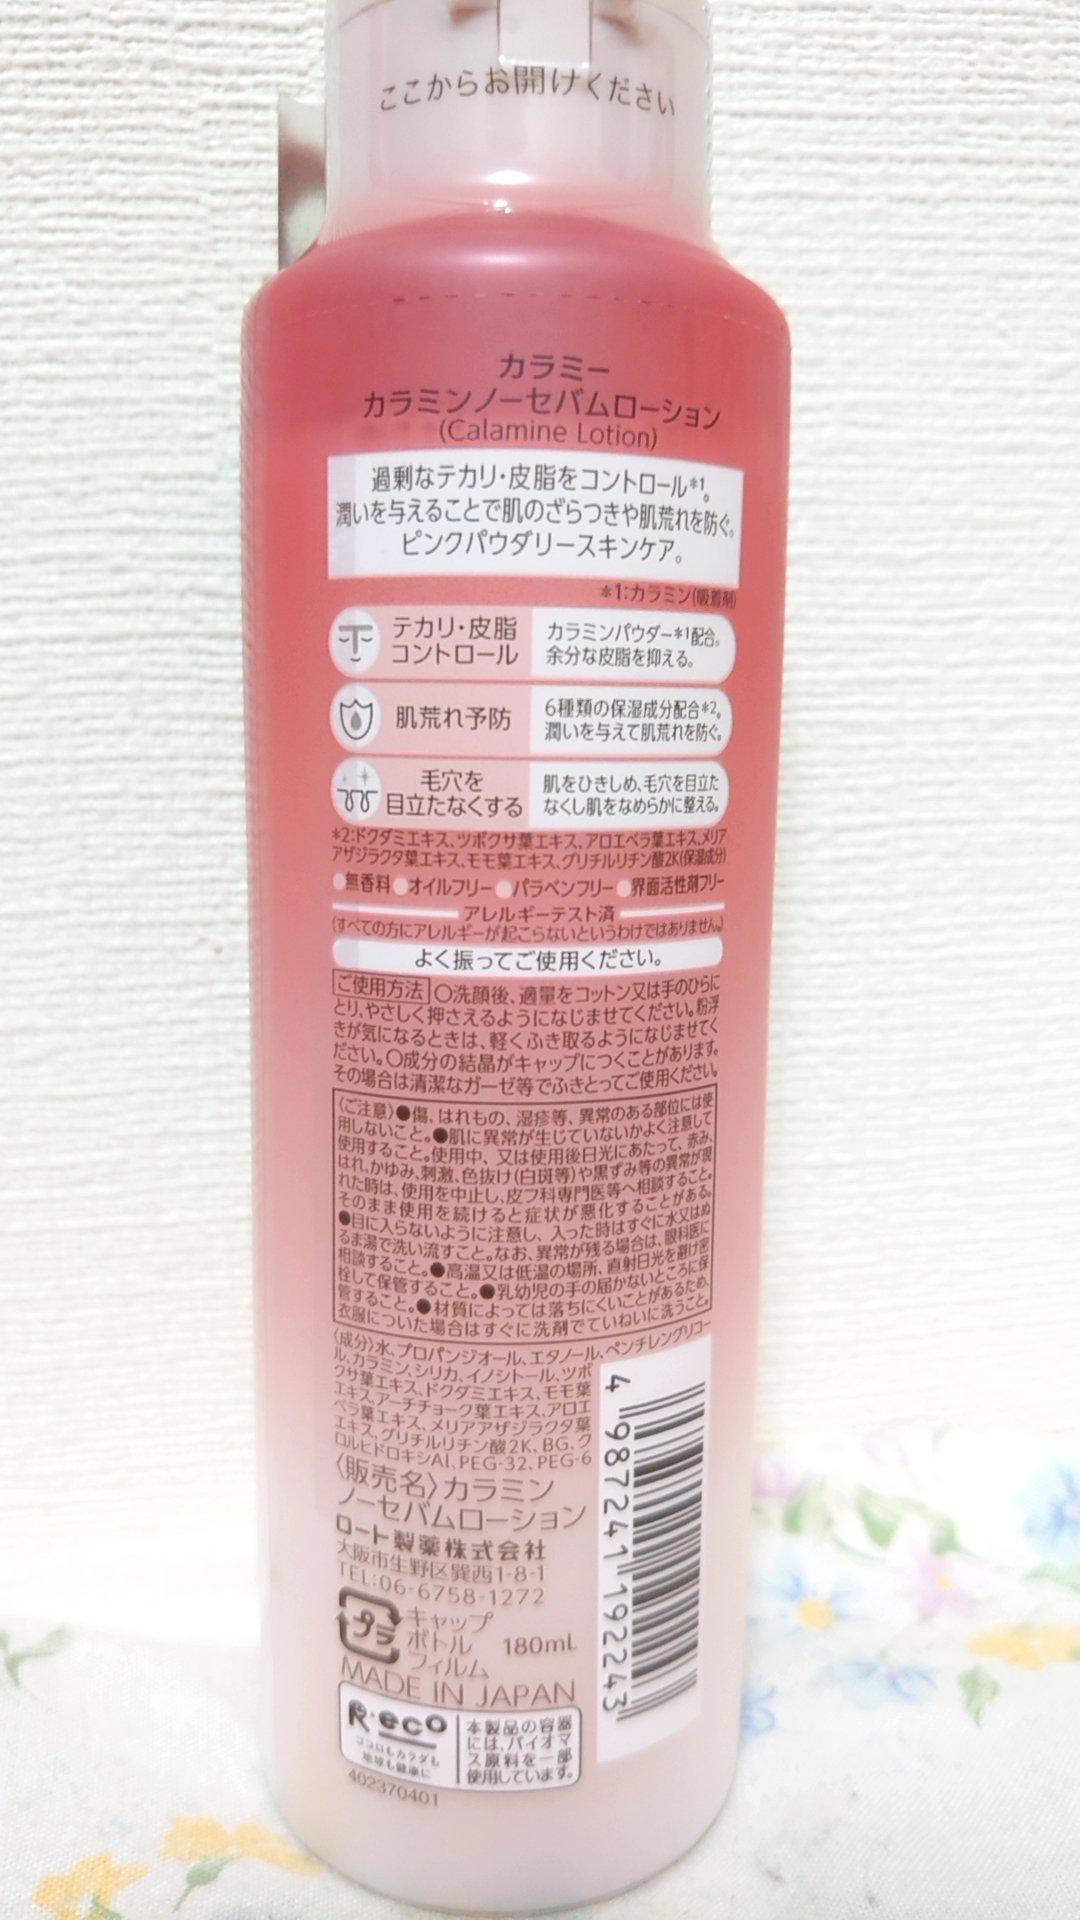 ここからお開けください
カラミー
カラミンノーセバムローション
(Calamine Lotion)
過剰なテカリ・皮脂をコントロール*1。
潤いを与えることで肌のざらつきや肌荒れを防ぐ。
ピンクパウダリースキンケア。
*1:カラミン(吸着剤)
テカリ・皮脂
コントロール
カラミンパウダー*1配合。
余分な皮脂を抑える。
肌荒れ予防
6種類の保湿成分配合*2。
潤いを与えて肌荒れを防ぐ。
毛穴を
目立たなくする
肌をひきしめ、毛穴を目立た
なくし肌をなめらかに整える。
*2:ドクダミエキス、ツボクサ葉エキス、アロエベラ葉エキス、メリア
アザジラクタ葉エキス、モモ葉エキス、グリチルリチン酸2K(保湿成分)
●無香料●オイルフリー●パラベンフリー●界面活性剤フリー
アレルギーテスト済
(すべての方にアレルギーが起こらないというわけではありません。)
よく振ってご使用ください。
ご使用方法 ○洗顔後、適量をコットン又は手のひらに
とり、やさしく押さえるようになじませてください。粉浮
きが気になるときは、軽くふき取るようになじませてく
ださい。○成分の結晶がキャップにつくことがあります。
その場合は清潔なガーゼ等でふきとってご使用ください。
〈ご注意〉●傷、はれもの、湿疹等、異常のある部位には使
用しないこと。●肌に異常が生じていないかよく注意して
使用すること。使用中、又は使用後日光にあたって、赤み、
はれ、かゆみ、刺激、色抜け(白斑等)や黒ずみ等の異常が現
れた時は、使用を中止し、皮フ科専門医等へ相談すること。
そのまま使用を続けると症状が悪化することがある。
●目に入らないように注意し、入った時はすぐに水又はぬ
るま湯で洗い流すこと。なお、異常が残る場合は、眼科医に
相談すること。●高温又は低温の場所、直射日光を避け密
栓して保管すること。●乳幼児の手の届かないところに保
管すること。●材質によっては落ちにくいことがあるため、
衣服についた場合はすぐに洗剤でていねいに洗うこと。
〈成分〉水、プロパンジオール、エタノール、ペンチレングリコー
ル、カラミン、シリカ、イノシトール、ツボ
クサ葉エキス、ドクダミエキス、モモ葉
エキス、アーチチョーク葉エキス、アロエ
ベラ葉エキス、メリアアザジラクタ葉
エキス、グリチルリチン酸2K、BG、ク
ロルヒドロキシAl、PEG-32、PEG-6
〈販売名〉カラミン
ノーセバムローション
ロート製薬株式会社
大阪市生野区巽西1-8-1
TEL:06-6758-1272
プラ
キャップ
ボトル
フィルム
180mL
MADE IN JAPAN
R・eco
ココロもカラダも
地球も健康に
本製品の容器
には、バイオマ
ス原料を一部
使用しています。
402370401
4 987241 192243